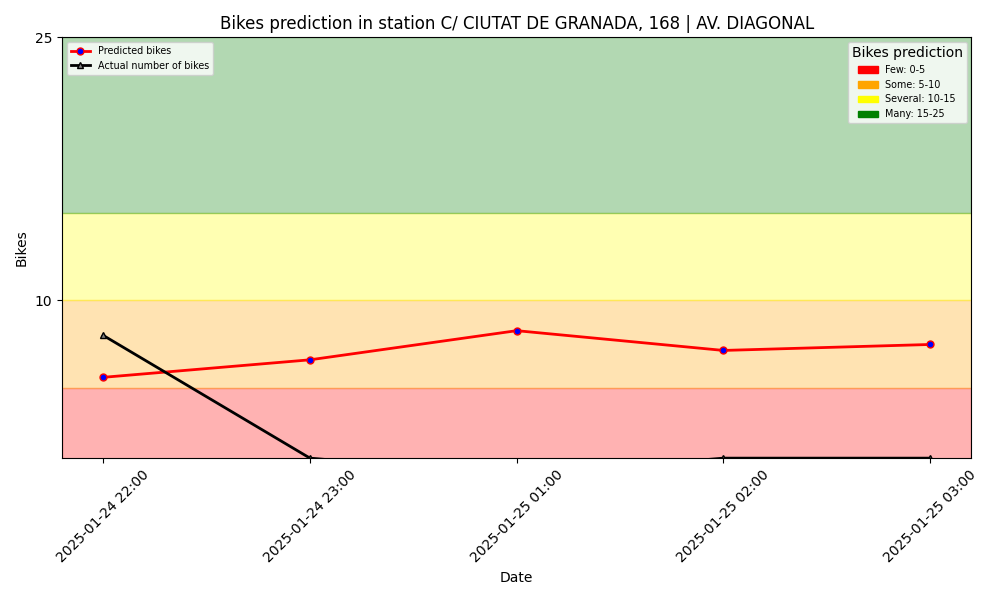 Bikes prediction in station C/ CIUTAT DE GRANADA, 168 | AV. DIAGONAL
25
Predicted bikes
Actual number of bikes
Bikes prediction
Few: 0-5
Some: 5-10
Several: 10-15
Many: 15-25
Bikes
10
2025-01-24 22:00
2025-01-24 23:00
2025-01-25 01:00
2025-01-25 02:00
2025-01-25 03:00
Date